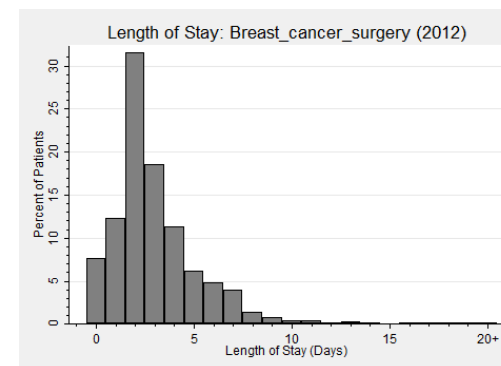 Length of Stay: Breast_cancer_surgery (2012)
Percent of Patients
30
25
20
15
10
5
0
0 5 10 15 20+
Length of Stay (Days)